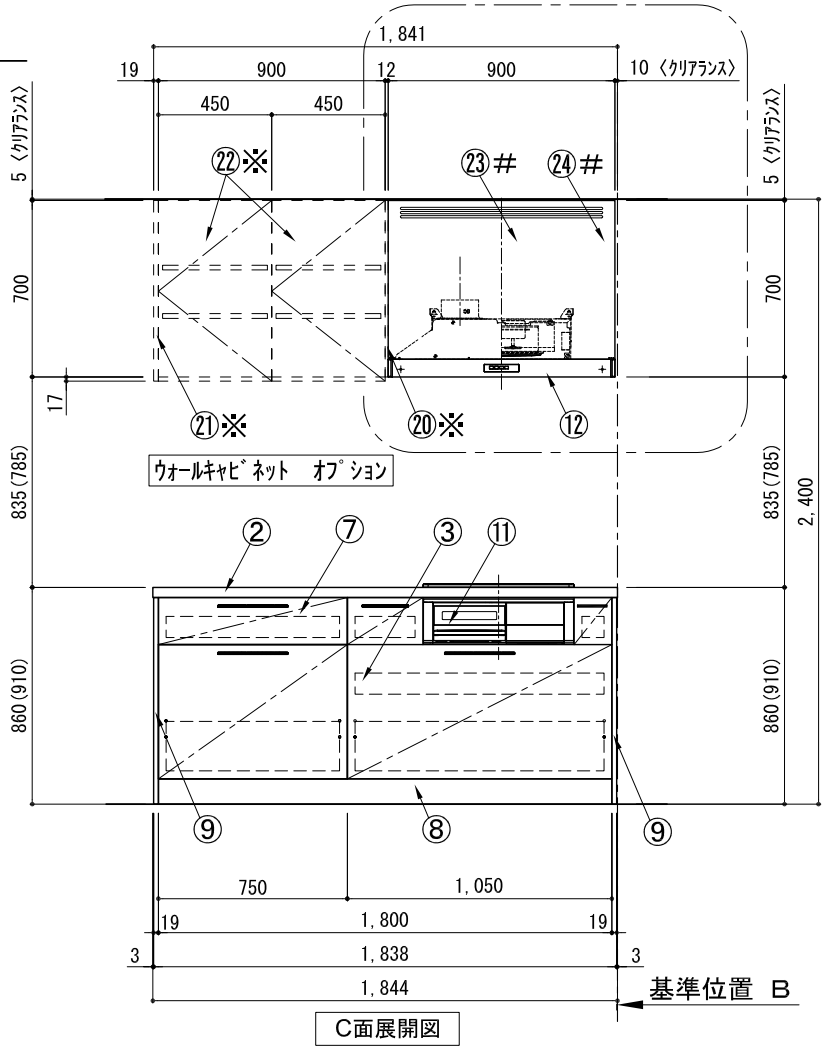 1,841
19 900 12 900 10 〈クリアランス〉
450 450
5 〈クリアランス〉
5 〈クリアランス〉
㉒※ ㉓# ㉔#
700
700
17
㉑※ ⑳※ ⑫
ウォールキャビネット オプション
835(785)
835(785)
2,400
② ⑦ ③ ⑪
860(910)
860(910)
⑨ ⑧ ⑨
750 1,050
19 1,800 19
3 1,838 3
1,844
基準位置 B
C面展開図